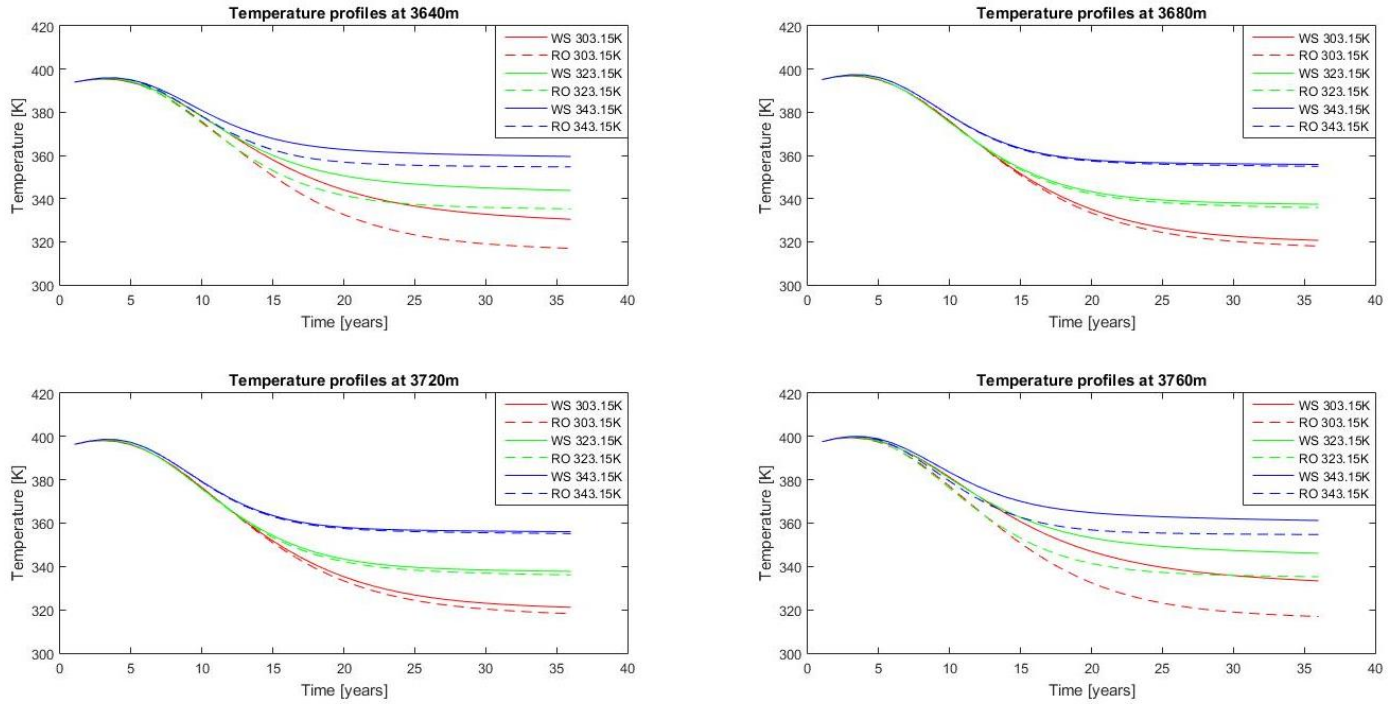 Temperature profiles at 3640m
420
400
380
360
340
320
300
Temperature [K]
0 5 10 15 20 25 30 35 40
Time [years]
WS 303.15K
RO 303.15K
WS 323.15K
RO 323.15K
WS 343.15K
RO 343.15K
Temperature profiles at 3680m
420
400
380
360
340
320
300
Temperature [K]
0 5 10 15 20 25 30 35 40
Time [years]
WS 303.15K
RO 303.15K
WS 323.15K
RO 323.15K
WS 343.15K
RO 343.15K
Temperature profiles at 3720m
420
400
380
360
340
320
300
Temperature [K]
0 5 10 15 20 25 30 35 40
Time [years]
WS 303.15K
RO 303.15K
WS 323.15K
RO 323.15K
WS 343.15K
RO 343.15K
Temperature profiles at 3760m
420
400
380
360
340
320
300
Temperature [K]
0 5 10 15 20 25 30 35 40
Time [years]
WS 303.15K
RO 303.15K
WS 323.15K
RO 323.15K
WS 343.15K
RO 343.15K